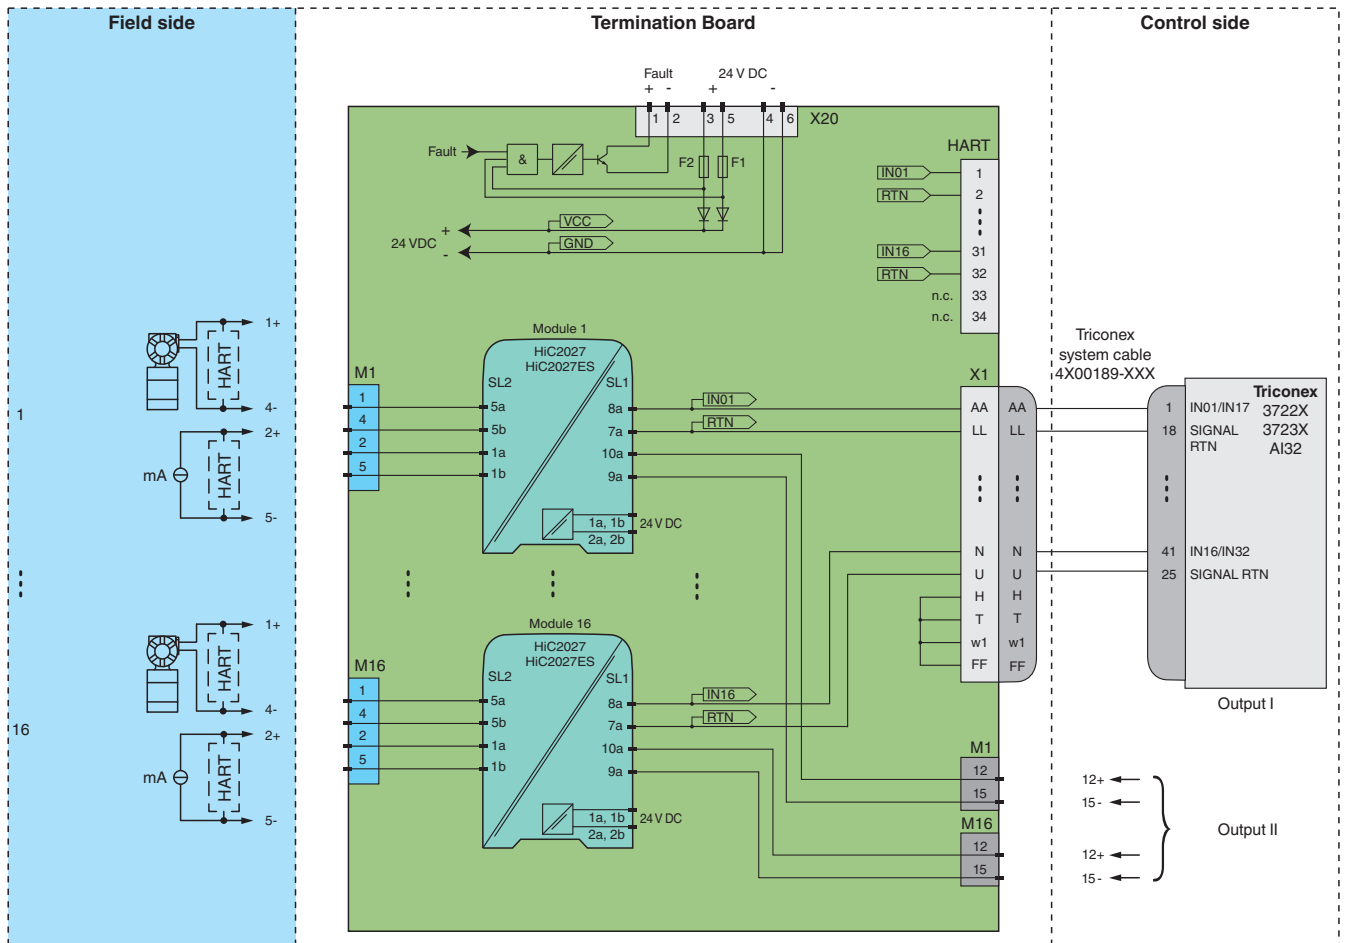 Field side
Termination Board
Control side
Fault
24 V DC
+ - + -
1 2 3 5 4 6
X20
Fault
&
F2
F1
VCC
+
24 VDC
-
GND
HART
IN01
1
RTN
2
IN16
31
RTN
32
n.c.
33
n.c.
34
1
HART
1+
4-
mA
HART
2+
5-
16
HART
1+
4-
mA
HART
2+
5-
M1
1
4
2
5
Module 1
HiC2027
HiC2027ES
SL2
SL1
5a
5b
1a
1b
8a
7a
10a
9a
1a, 1b
2a, 2b
24 V DC
IN01
RTN
M16
1
4
2
5
Module 16
HiC2027
HiC2027ES
SL2
SL1
5a
5b
1a
1b
8a
7a
10a
9a
1a, 1b
2a, 2b
24 V DC
IN16
RTN
X1
AA AA
LL LL
N N
U U
H H
T T
w1 w1
FF FF
Triconex
system cable
4X00189-XXX
1
18
41
25
IN01/IN17
SIGNAL
RTN
IN16/IN32
SIGNAL RTN
Triconex
3722X
3723X
AI32
Output I
M1
12
15
M16
12
15
12+
15-
12+
15-
Output II